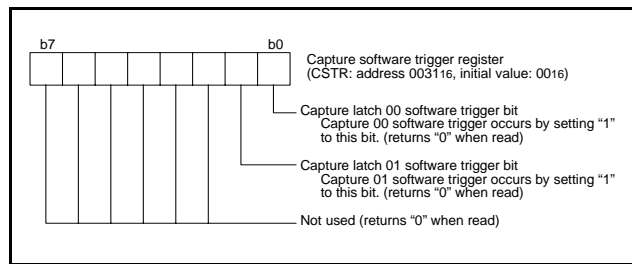 b7 b0
Capture software trigger register
(CSTR: address 003116, initial value: 0016)
Capture latch 00 software trigger bit
Capture 00 software trigger occurs by setting “1”
to this bit. (returns “0” when read)
Capture latch 01 software trigger bit
Capture 01 software trigger occurs by setting “1”
to this bit. (returns “0” when read)
Not used (returns “0” when read)